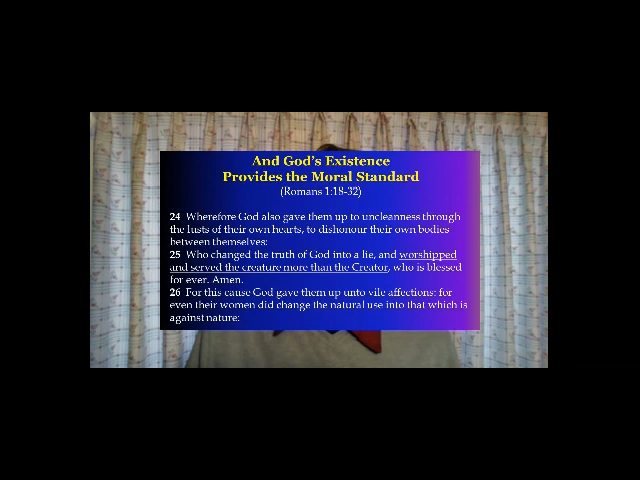 And God's Existence
Provides the Moral Standard
(Romans 1:18-32)
24 Wherefore God also gave them up to uncleanness through
the lusts of their own hearts, to dishonour their own bodies
between themselves:
25 Who changed the truth of God into a lie, and worshipped
and served the creature more than the Creator, who is blessed
for ever. Amen.
26 For this cause God gave them up unto vile affections: for
even their women did change the natural use into that which is
against nature: